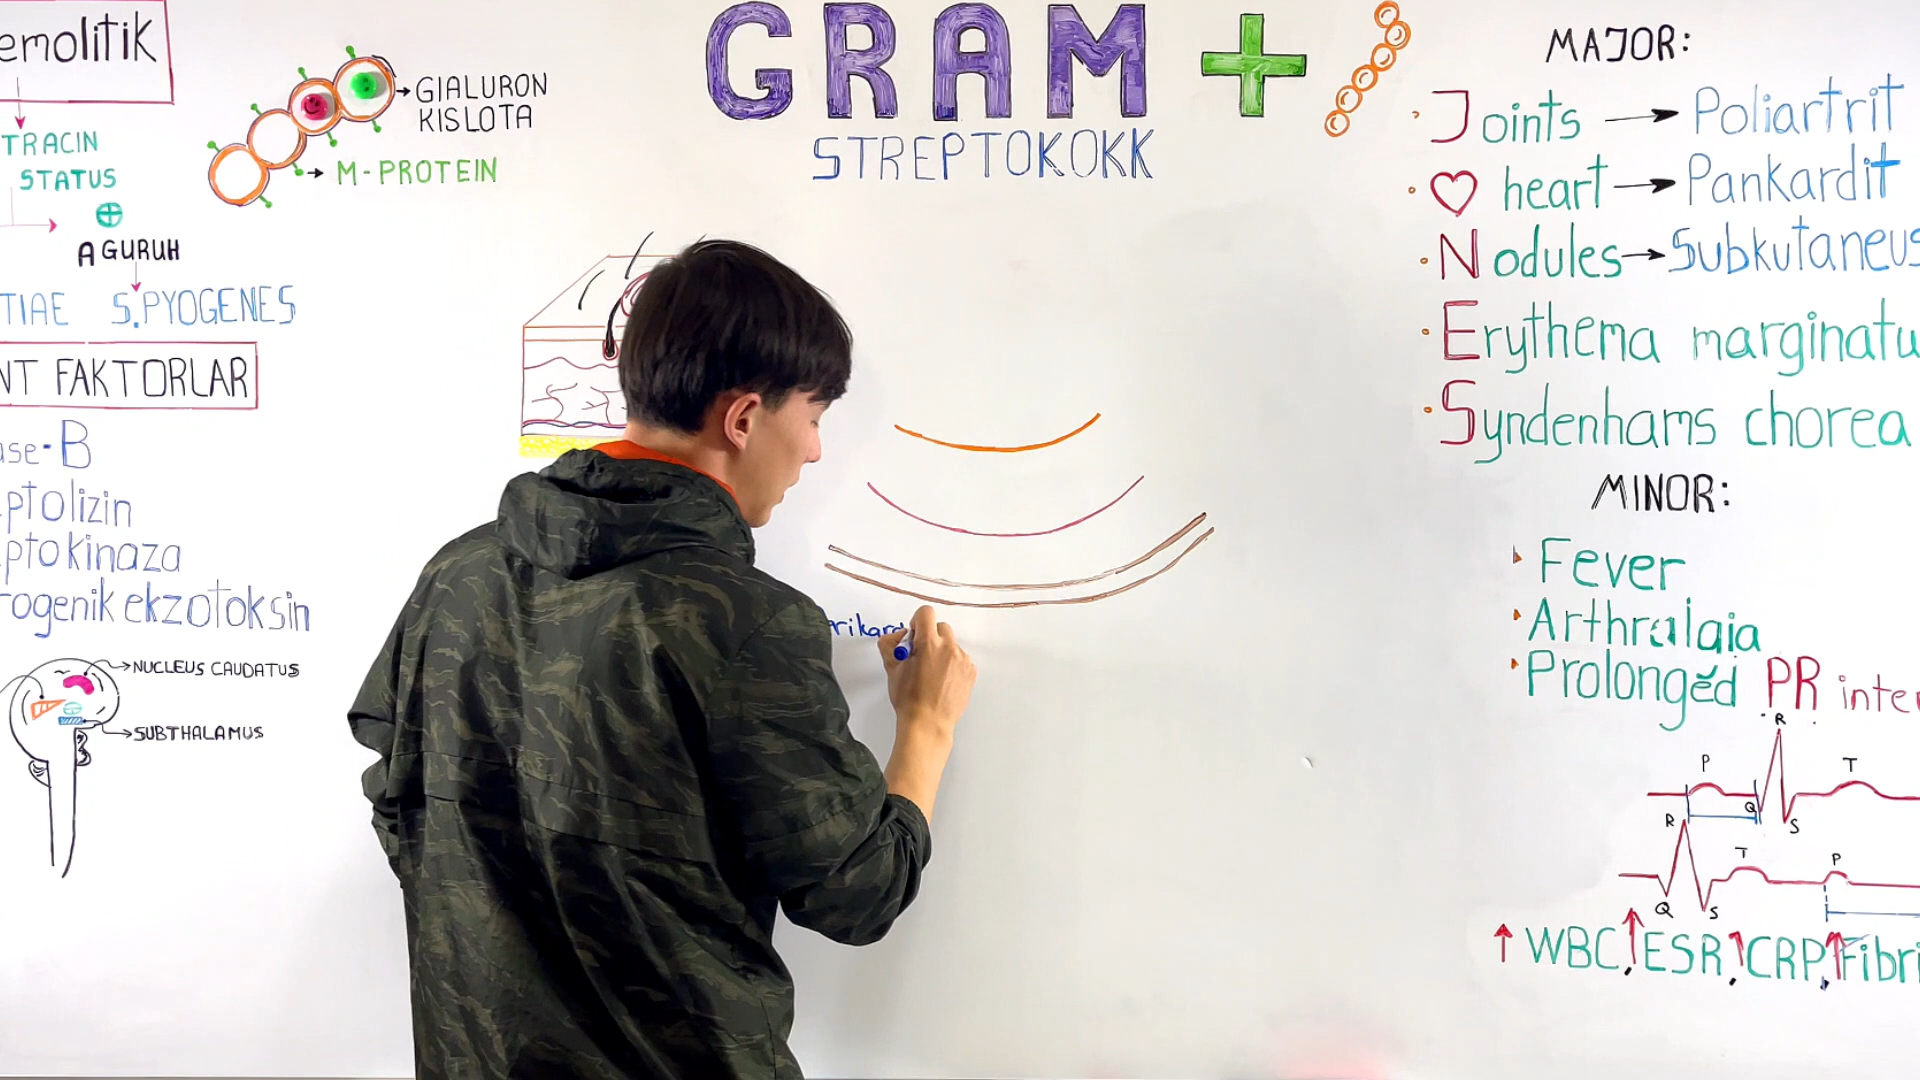 GRAM +
STREPTOKOKK
emolitik
TRACIN
STATUS
A GURUH
TIAE S.PYOGENES
NT FAKTORLAR
ase-B
ptolizin
ptokinaza
rogenik ekzotoksin
NUCLEUS CAUDATUS
SUBTHALAMUS
GIALURON
KISLOTA
M-PROTEIN
erikard
MAJOR:
Joints → Poliartrit
heart → Pankardit
Nodules → Subkutaneus
Erythema marginatu
Syndenhams chorea
MINOR:
Fever
Arthralgia
Prolonged PR inter
P Q R S T
R Q S T P
↑ WBC, ↑ ESR, ↑ CRP, ↑ Fibri